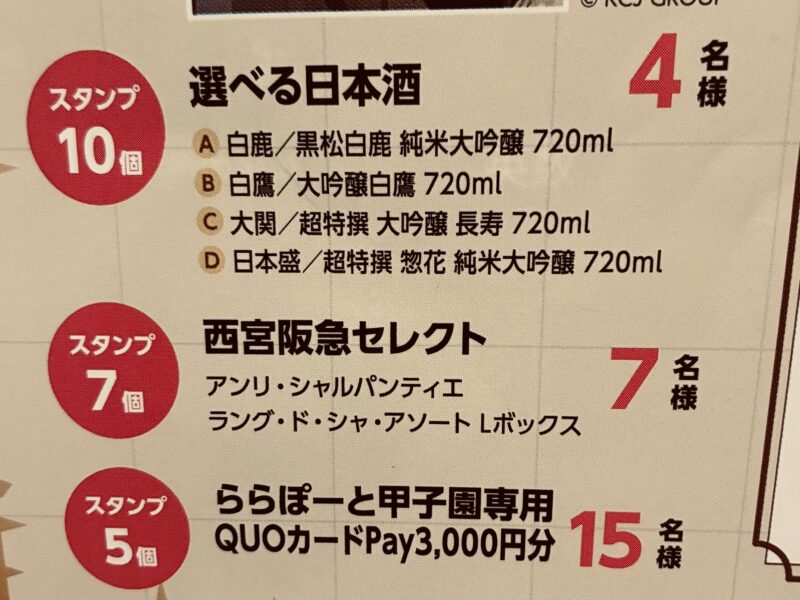 © KCJ GROUP
スタンプ
10個
選べる日本酒
4名様
A 白鹿／黒松白鹿 純米大吟醸 720ml
B 白鷹／大吟醸白鷹 720ml
C 大関／超特撰 大吟醸 長寿 720ml
D 日本盛／超特撰 惣花 純米大吟醸 720ml
スタンプ
7個
西宮阪急セレクト
アンリ・シャルパンティエ
ラング・ド・シャ・アソート Lボックス
7名様
スタンプ
5個
ららぽーと甲子園専用
QUOカードPay3,000円分
15名様